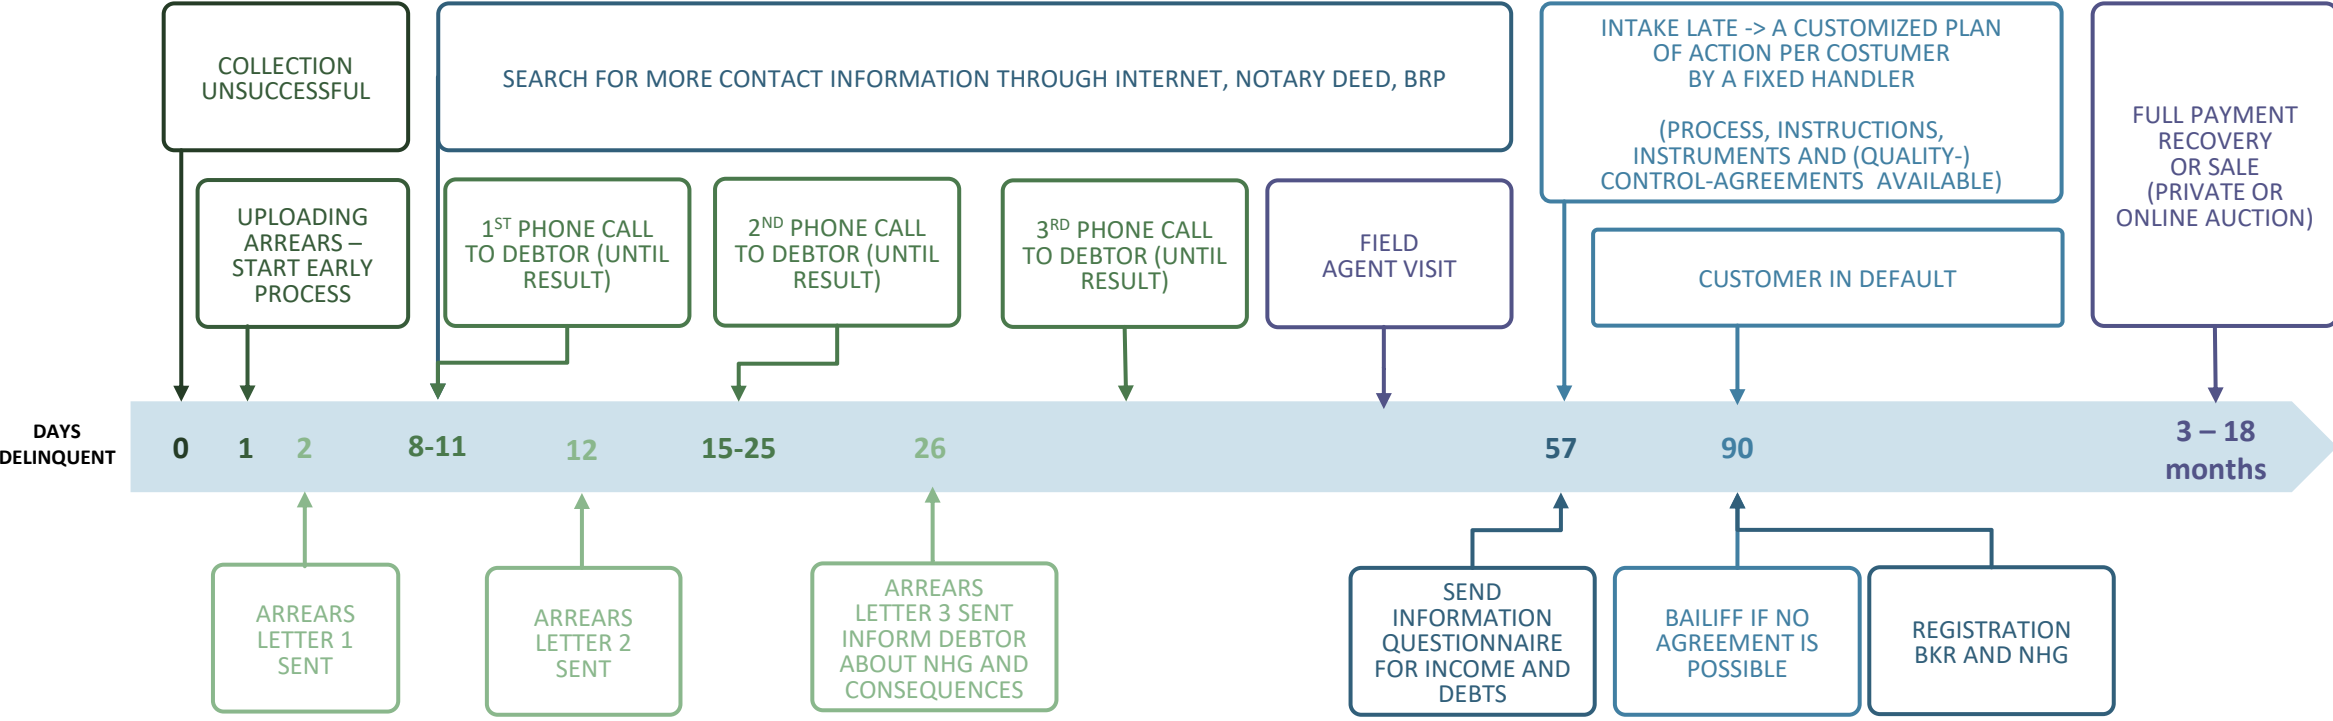 COLLECTION
UNSUCCESSFUL
SEARCH FOR MORE CONTACT INFORMATION THROUGH INTERNET, NOTARY DEED, BRP
INTAKE LATE -> A CUSTOMIZED PLAN
OF ACTION PER COSTUMER
BY A FIXED HANDLER
(PROCESS, INSTRUCTIONS,
INSTRUMENTS AND (QUALITY-)
CONTROL-AGREEMENTS AVAILABLE)
FULL PAYMENT
RECOVERY
OR SALE
(PRIVATE OR
ONLINE AUCTION)
UPLOADING
ARREARS –
START EARLY
PROCESS
1ST PHONE CALL
TO DEBTOR (UNTIL
RESULT)
2ND PHONE CALL
TO DEBTOR (UNTIL
RESULT)
3RD PHONE CALL
TO DEBTOR (UNTIL
RESULT)
FIELD
AGENT VISIT
CUSTOMER IN DEFAULT
DAYS
DELINQUENT
0
1
2
8-11
12
15-25
26
57
90
3 – 18
months
ARREARS
LETTER 1
SENT
ARREARS
LETTER 2
SENT
ARREARS
LETTER 3 SENT
INFORM DEBTOR
ABOUT NHG AND
CONSEQUENCES
SEND
INFORMATION
QUESTIONNAIRE
FOR INCOME AND
DEBTS
BAILIFF IF NO
AGREEMENT IS
POSSIBLE
REGISTRATION
BKR AND NHG